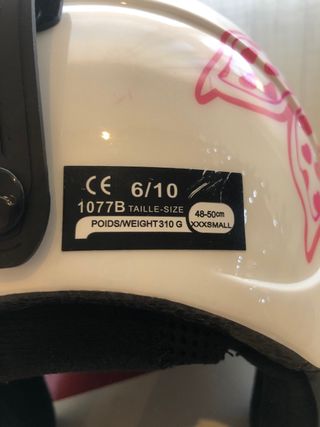 CE 6/10
1077B TAILLE-SIZE
48-50cm
XXXSMALL
POIDS/WEIGHT 310 G